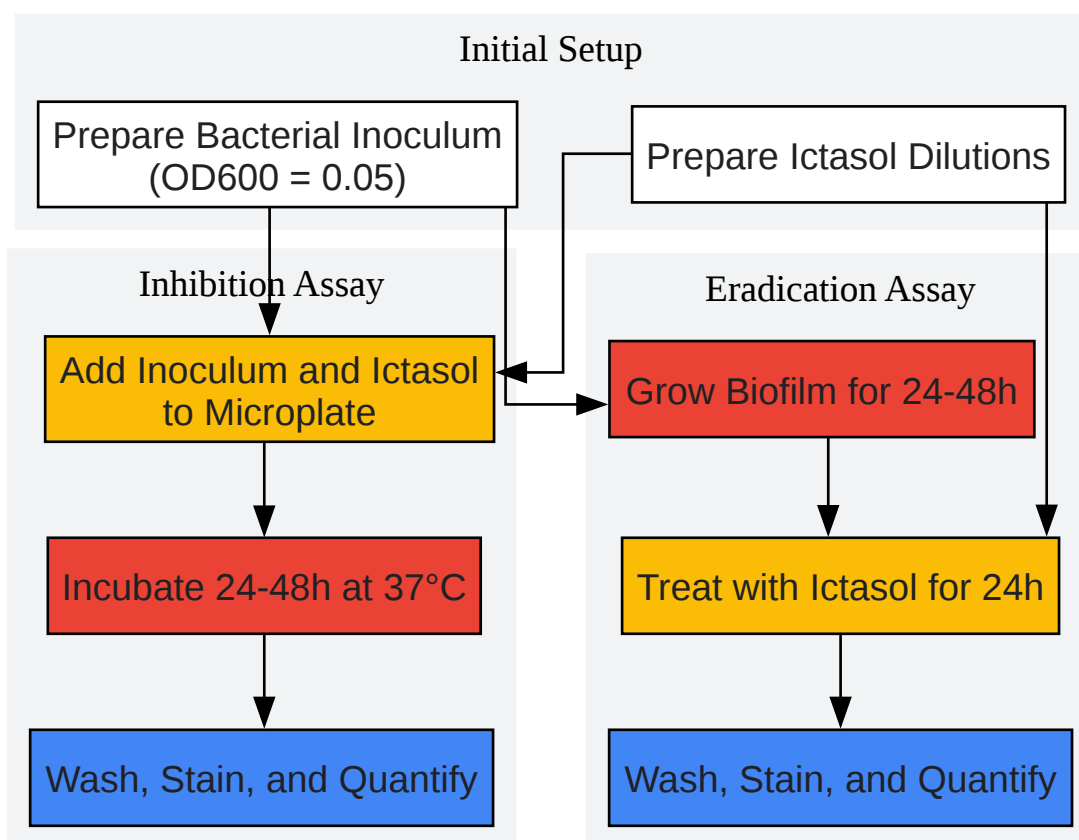 Initial Setup
Prepare Bacterial Inoculum
(OD600 = 0.05)
Prepare Ictasol Dilutions
Inhibition Assay
Add Inoculum and Ictasol
to Microplate
Incubate 24-48h at 37°C
Wash, Stain, and Quantify
Eradication Assay
Grow Biofilm for 24-48h
Treat with Ictasol for 24h
Wash, Stain, and Quantify